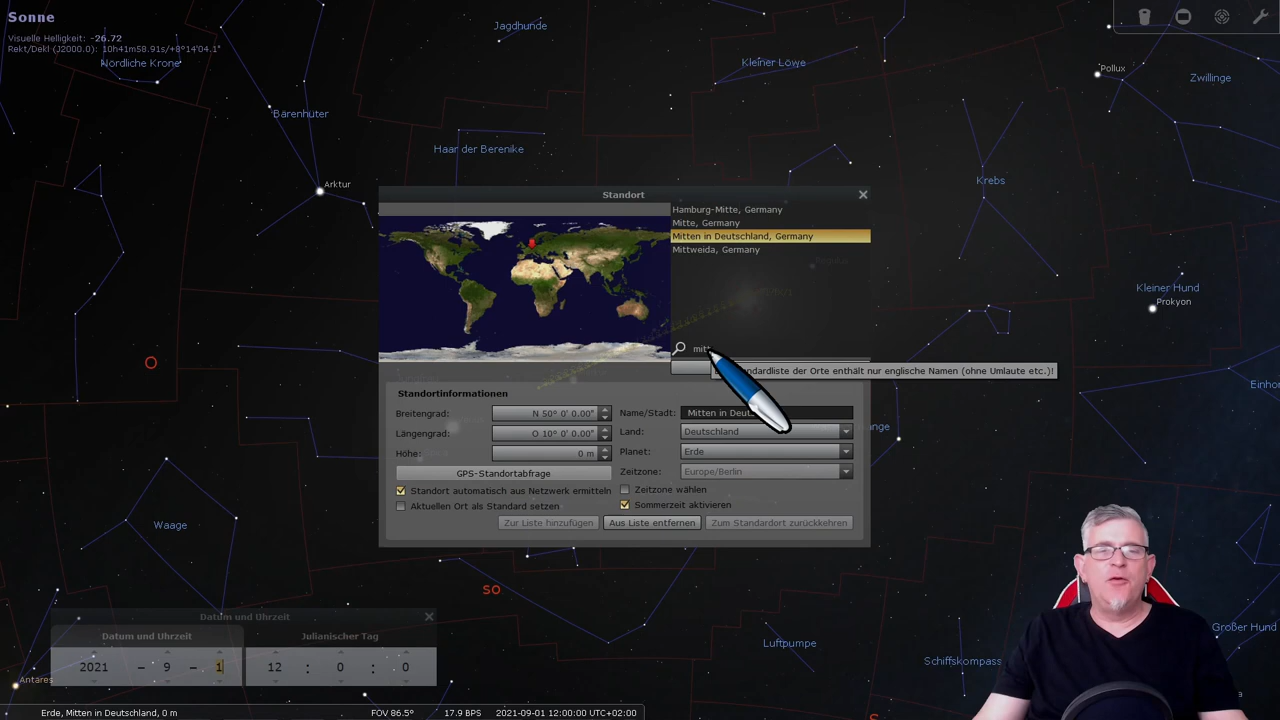 Sonne
Visuelle Helligkeit: -26.72
Rekt/Dekl (J2000.0): 10h41m58.91s/+8°14'04.1"
Nördliche Krone
Jagdhunde
Kleiner Löwe
Pollux
Zwillinge
Bärenhüter
Haar der Berenike
Arktur
Krebs
Kleiner Hund
Prokyon
Standort
Hamburg-Mitte, Germany
Mitte, Germany
Mitten in Deutschland, Germany
Mittweida, Germany
mitt
Standardliste der Orte enthält nur englische Namen (ohne Umlaute etc.)!
Standortinformationen
Breitengrad: N 50° 0' 0.00"
Name/Stadt: Mitten in Deuts
Längengrad: O 10° 0' 0.00"
Land: Deutschland
Höhe: 0 m
Planet: Erde
GPS-Standortabfrage
Zeitzone: Europe/Berlin
Standort automatisch aus Netzwerk ermitteln
Zeitzone wählen
Aktuellen Ort als Standard setzen
Sommerzeit aktivieren
Zur Liste hinzufügen
Aus Liste entfernen
Zum Standardort zurückkehren
O
Waage
SO
Datum und Uhrzeit
Datum und Uhrzeit
Julianischer Tag
2021 - 9 - 1
12 : 0 : 0
Antares
Luftpumpe
Schiffskompass
Großer Hund
Einho
Erde, Mitten in Deutschland, 0 m
FOV 86.5°
17.9 BPS
2021-09-01 12:00:00 UTC+02:00
S